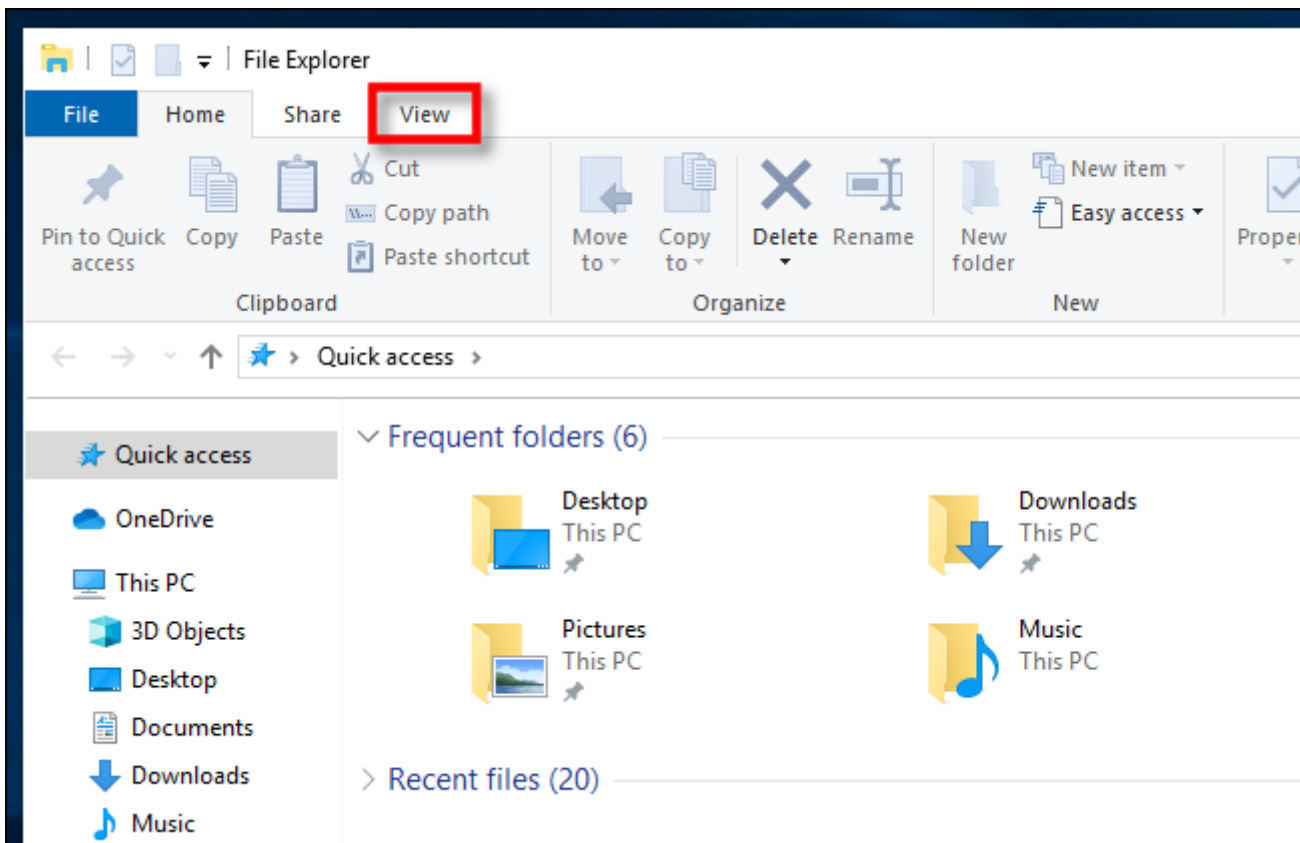 File Explorer
File Home Share View
Pin to Quick access
Copy
Paste
Cut
Copy path
Paste shortcut
Clipboard
Move to
Copy to
Delete
Rename
Organize
New folder
New item
Easy access
New
Quick access
Quick access
OneDrive
This PC
3D Objects
Desktop
Documents
Downloads
Music
Frequent folders (6)
Desktop
This PC
Downloads
This PC
Pictures
This PC
Music
This PC
Recent files (20)